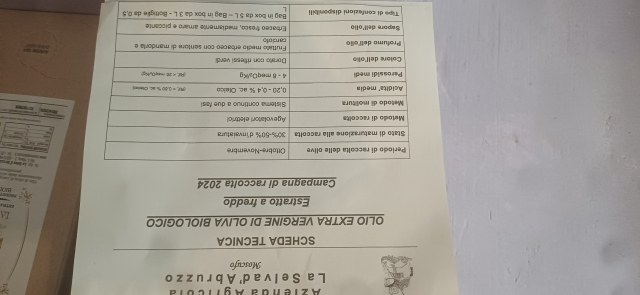 Azienda Agricola
La Selva d'Abruzzo
Moscufo
SCHEDA TECNICA
OLIO EXTRA VERGINE DI OLIVA BIOLOGICO
Estratto a freddo
Campagna di raccolta 2024
Periodo di raccolta delle olive Ottobre-Novembre
Stato di maturazione alla raccolta 30%-50% d'invaiatura
Metodo di raccolta Agevolatori elettrici
Metodo di molitura Sistema continuo a due fasi
Acidita' media 0,20 - 0,4 % ac. Oleico
Perossidi medi 4 - 8 meqO2/Kg
Colore dell'olio Dorato con riflessi verdi
Profumo dell'olio Fruttato medio erbaceo con sentore di mandorla e
carciofo
Sapore dell'olio Erbaceo fresco, mediamente amaro e piccante
Tipo di confezioni disponibili Bag in box da 5 L – Bag in box da 3 L - Bottiglie da 0,5
L